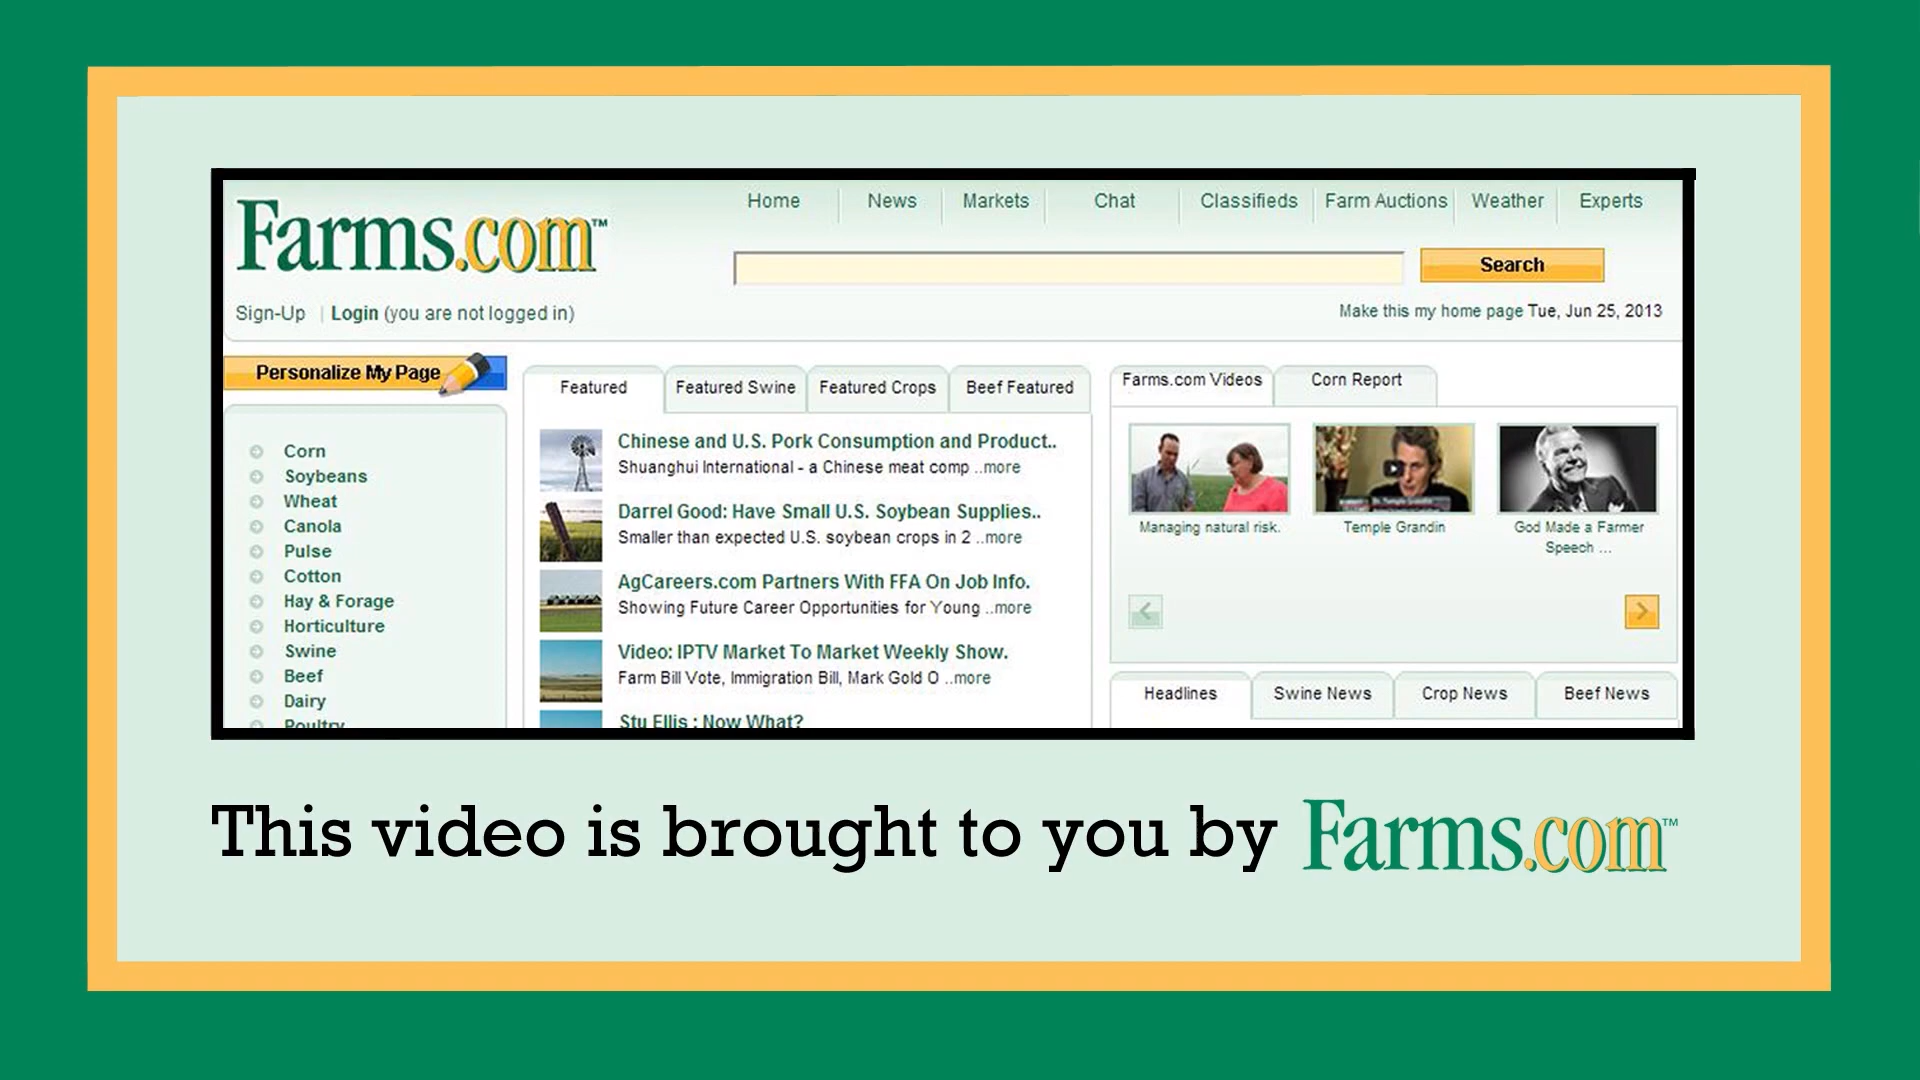 Farms.com™
Home News Markets Chat Classifieds Farm Auctions Weather Experts
Search
Sign-Up | Login (you are not logged in)
Make this my home page Tue, Jun 25, 2013
Personalize My Page
Corn
Soybeans
Wheat
Canola
Pulse
Cotton
Hay & Forage
Horticulture
Swine
Beef
Dairy
Poultry
Featured Featured Swine Featured Crops Beef Featured
Chinese and U.S. Pork Consumption and Product..
Shuanghui International - a Chinese meat comp ..more
Darrel Good: Have Small U.S. Soybean Supplies..
Smaller than expected U.S. soybean crops in 2 ..more
AgCareers.com Partners With FFA On Job Info.
Showing Future Career Opportunities for Young ..more
Video: IPTV Market To Market Weekly Show.
Farm Bill Vote, Immigration Bill, Mark Gold O ..more
Stu Ellis : Now What?
Farms.com Videos Corn Report
Managing natural risk.
Temple Grandin
God Made a Farmer
Speech ...
Headlines Swine News Crop News Beef News
This video is brought to you by Farms.com™